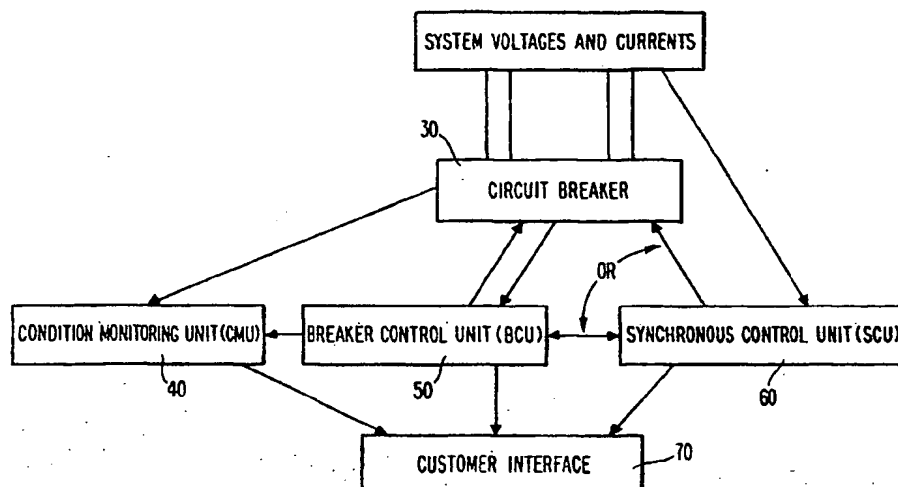 SYSTEM VOLTAGES AND CURRENTS
30
CIRCUIT BREAKER
OR
CONDITION MONITORING UNIT(CMU)
BREAKER CONTROL UNIT (BCU)
SYNCHRONOUS CONTROL UNIT(SCU)
40
50
60
CUSTOMER INTERFACE
70